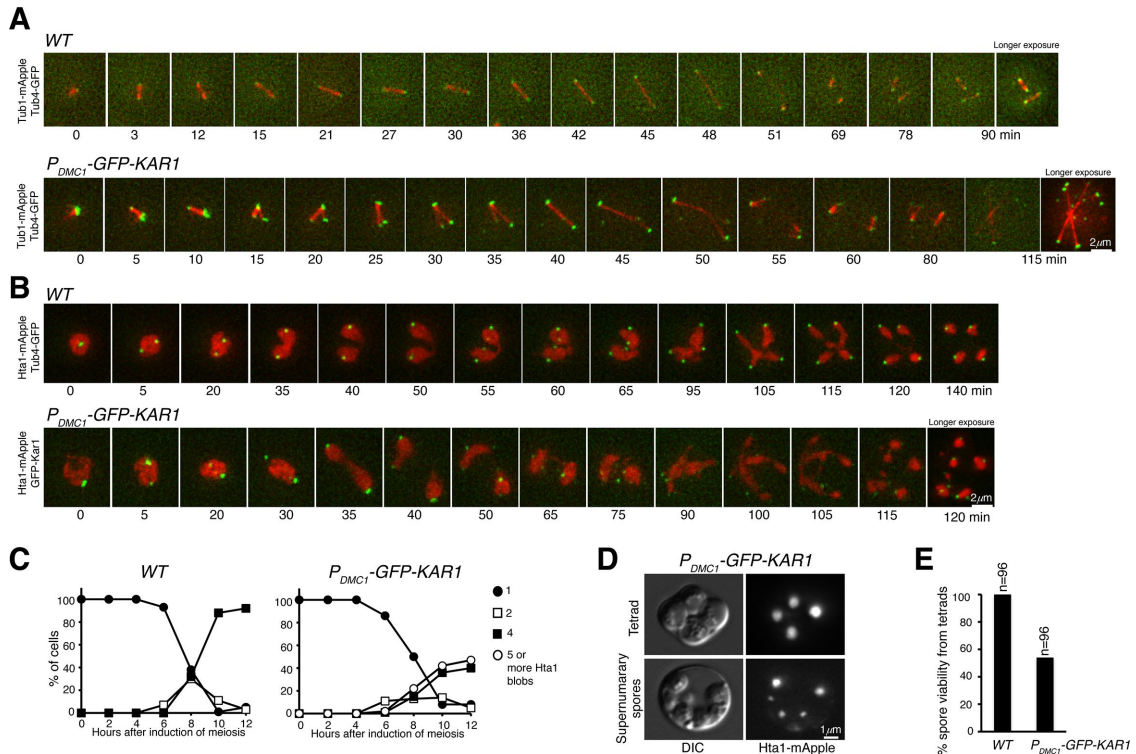 A
WT
Longer exposure
Tub1-mApple
Tub4-GFP
0 3 12 15 21 27 30 36 42 45 48 51 69 78 90 min
P_DMC1-GFP-KAR1
Longer exposure
Tub1-mApple
Tub4-GFP
2μm
0 5 10 15 20 25 30 35 40 45 50 55 60 80 115 min
B
WT
Hta1-mApple
Tub4-GFP
0 5 20 35 40 50 55 60 65 95 105 115 120 140 min
P_DMC1-GFP-KAR1
Longer exposure
Hta1-mApple
GFP-Kar1
2μm
0 5 20 30 35 40 50 65 75 90 100 105 115 120 min
C
WT
% of cells
100
80
60
40
20
0
0 2 4 6 8 10 12
Hours after induction of meiosis
P_DMC1-GFP-KAR1
100
80
60
40
20
0
0 2 4 6 8 10 12
Hours after induction of meiosis
1
2
4
5 or
more Hta1
blobs
D
P_DMC1-GFP-KAR1
Tetrad
Supernumarary
spores
1μm
DIC Hta1-mApple
E
% spore viability from tetrads
100
80
60
40
20
0
n=96
n=96
WT P_DMC1-GFP-KAR1